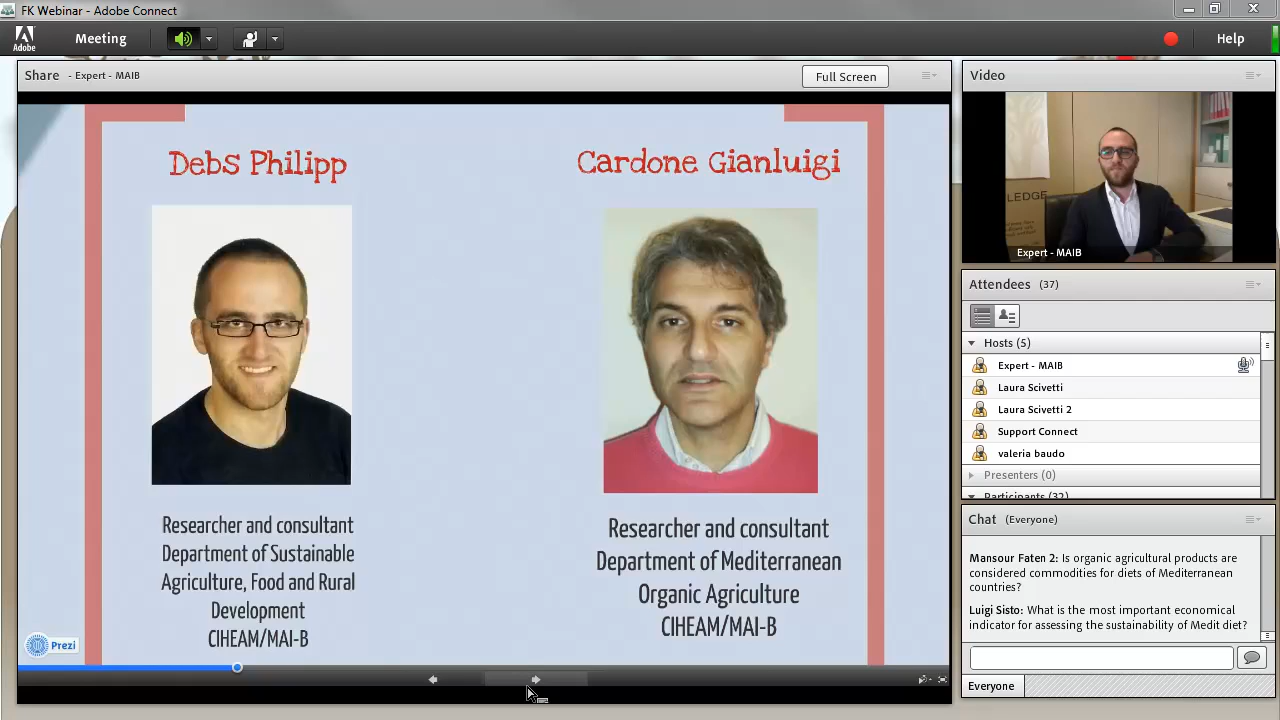 FK Webinar - Adobe Connect
Adobe
Meeting
Help
Share - Expert - MAIB
Full Screen
Debs Philipp
Cardone Gianluigi
Researcher and consultant
Department of Sustainable
Agriculture, Food and Rural
Development
CIHEAM/MAI-B
Researcher and consultant
Department of Mediterranean
Organic Agriculture
CIHEAM/MAI-B
Prezi
Video
LEDGE
Expert - MAIB
Attendees (37)
Hosts (5)
Expert - MAIB
Laura Scivetti
Laura Scivetti 2
Support Connect
valeria baudo
Presenters (0)
Participants (32)
Chat (Everyone)
Mansour Faten 2: Is organic agricultural products are
considered commodities for diets of Mediterranean
countries?
Luigi Sisto: What is the most important economical
indicator for assessing the sustainability of Medit diet?
Everyone